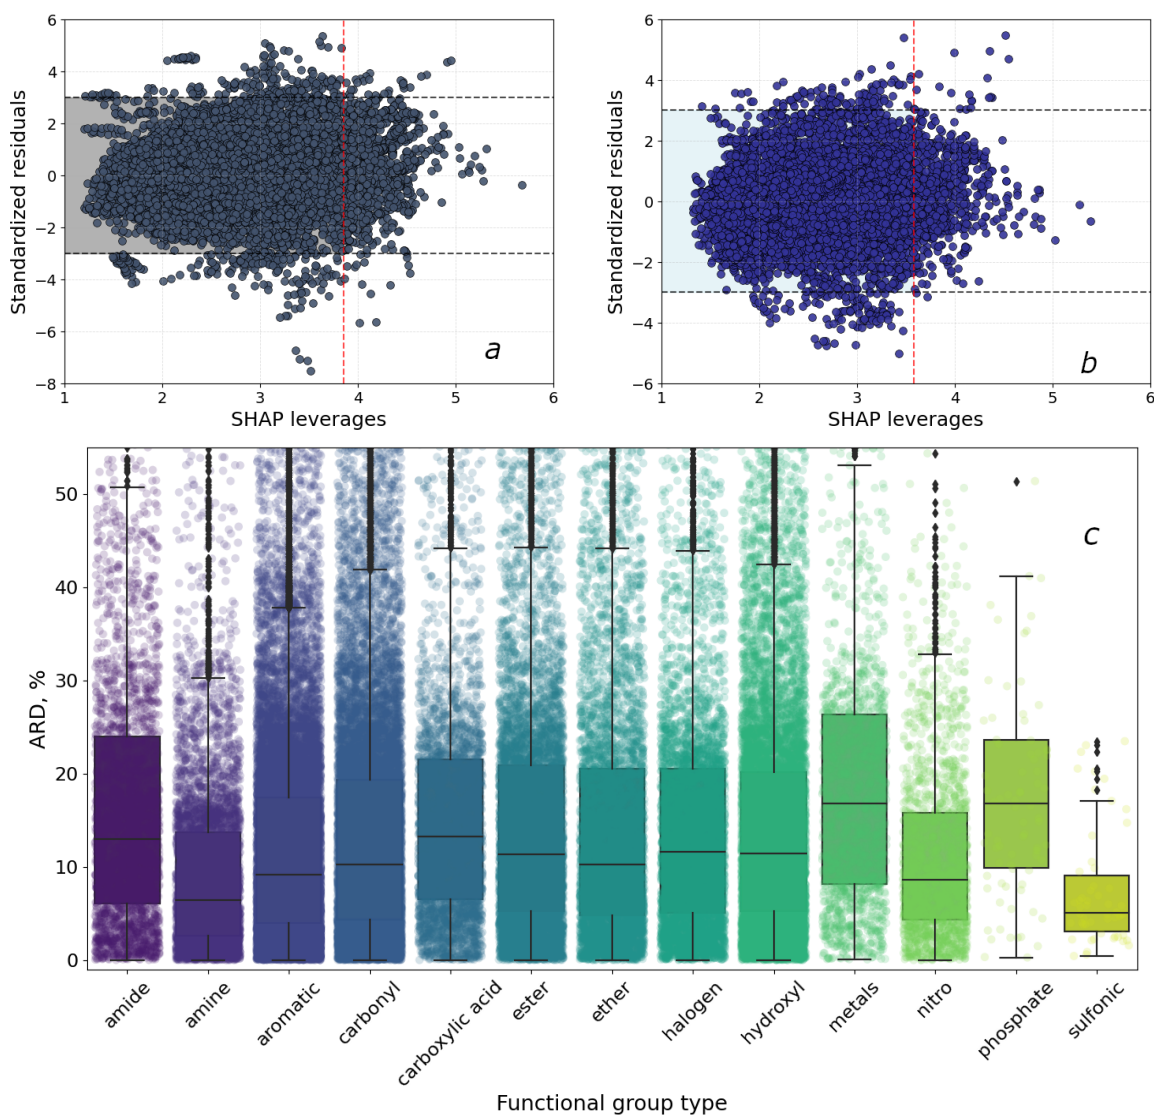 6
4
2
0
−2
−4
−6
−8
1
2
3
4
5
6
Standardized residuals
SHAP leverages
a
6
4
2
0
−2
−4
−6
1
2
3
4
5
6
Standardized residuals
SHAP leverages
b
50
40
30
20
10
0
ARD, %
c
amide
amine
aromatic
carbonyl
carboxylic acid
ester
ether
halogen
hydroxyl
metals
nitro
phosphate
sulfonic
Functional group type